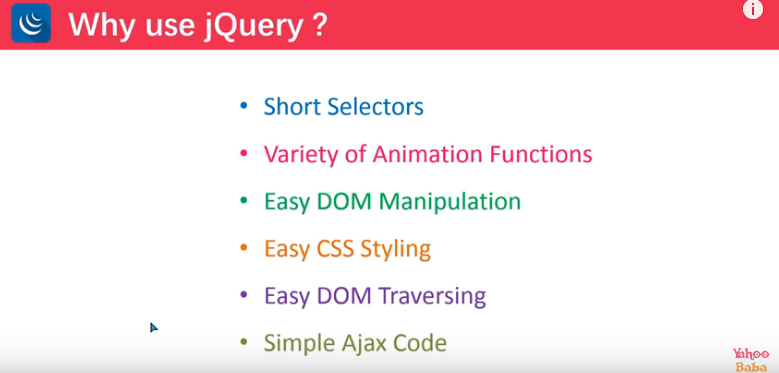 Why use jQuery ?
i
• Short Selectors
• Variety of Animation Functions
• Easy DOM Manipulation
• Easy CSS Styling
• Easy DOM Traversing
• Simple Ajax Code
Yahoo
Baba